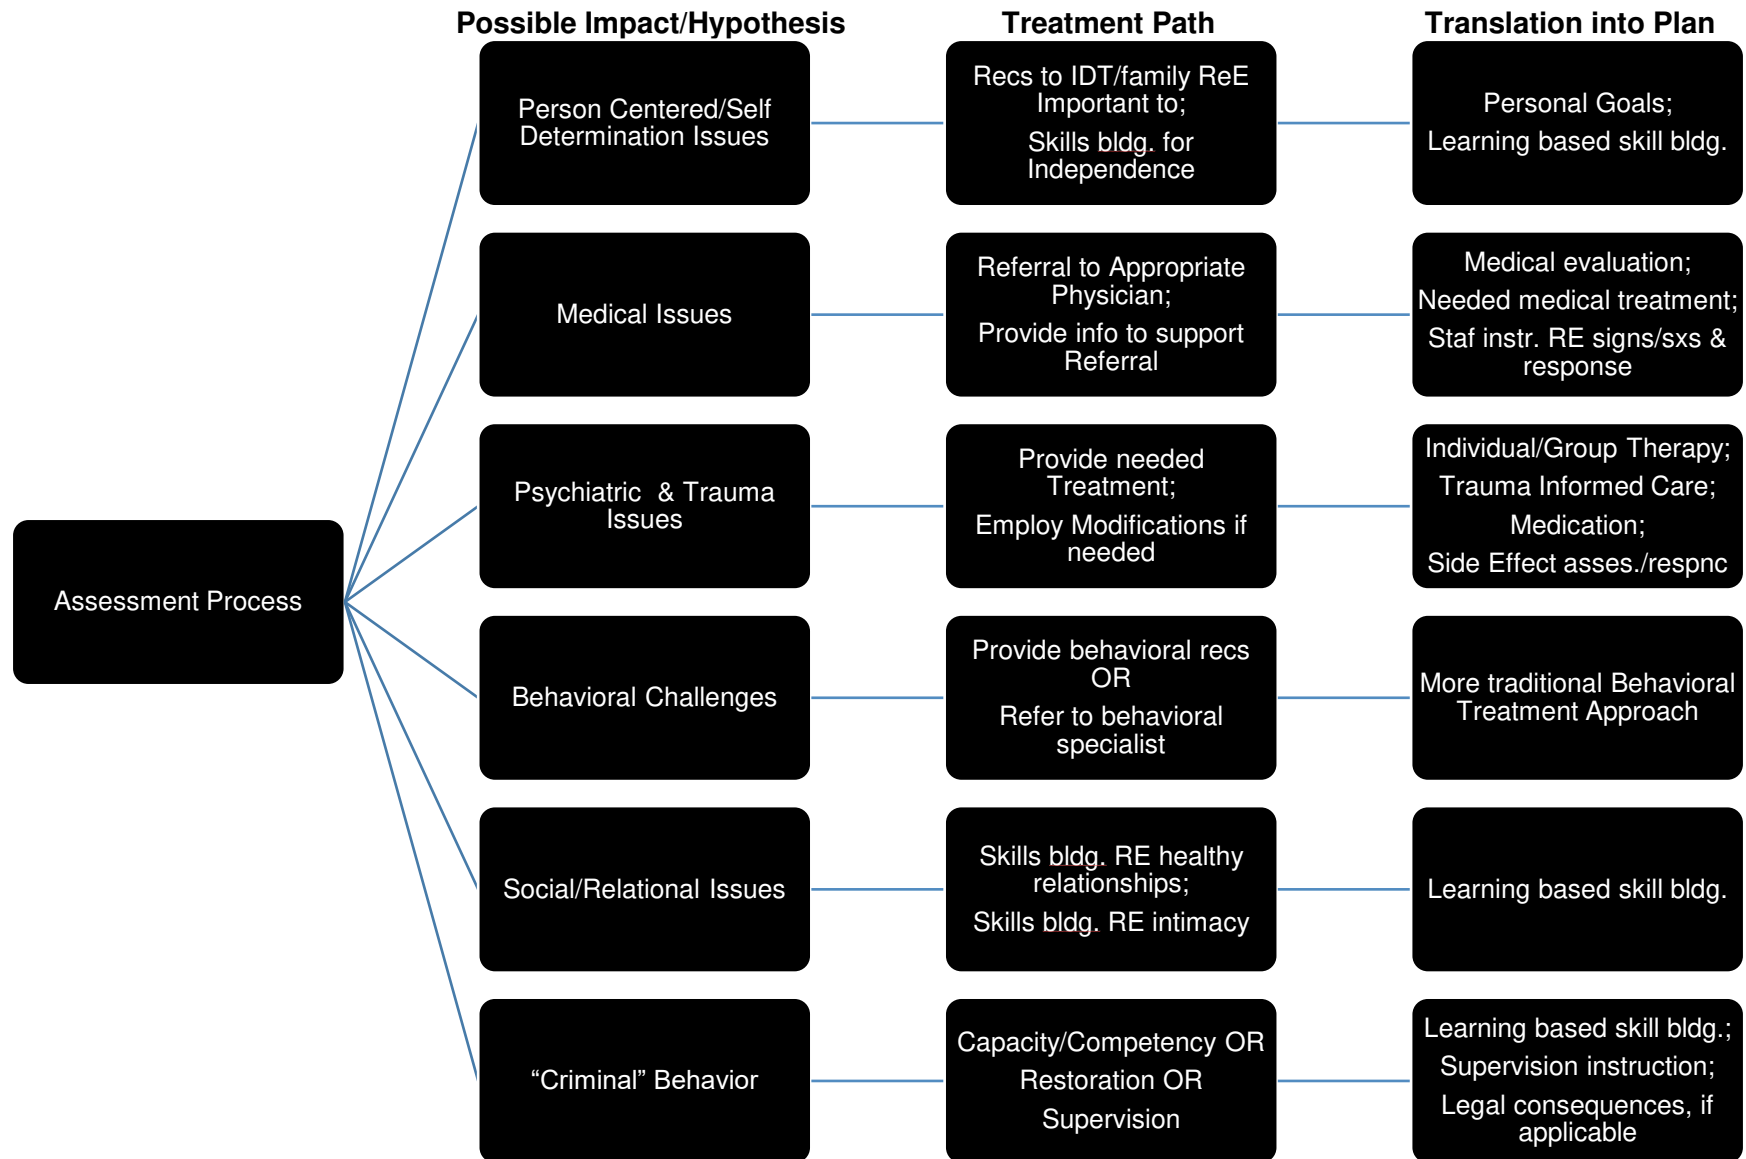 Possible Impact/Hypothesis
Treatment Path
Translation into Plan
Assessment Process
Person Centered/Self
Determination Issues
Recs to IDT/family ReE
Important to;
Skills bldg. for
Independence
Personal Goals;
Learning based skill bldg.
Medical Issues
Referral to Appropriate
Physician;
Provide info to support
Referral
Medical evaluation;
Needed medical treatment;
Staf instr. RE signs/sxs &
response
Psychiatric & Trauma
Issues
Provide needed
Treatment;
Employ Modifications if
needed
Individual/Group Therapy;
Trauma Informed Care;
Medication;
Side Effect asses./respnc
Behavioral Challenges
Provide behavioral recs
OR
Refer to behavioral
specialist
More traditional Behavioral
Treatment Approach
Social/Relational Issues
Skills bldg. RE healthy
relationships;
Skills bldg. RE intimacy
Learning based skill bldg.
“Criminal” Behavior
Capacity/Competency OR
Restoration OR
Supervision
Learning based skill bldg.;
Supervision instruction;
Legal consequences, if
applicable